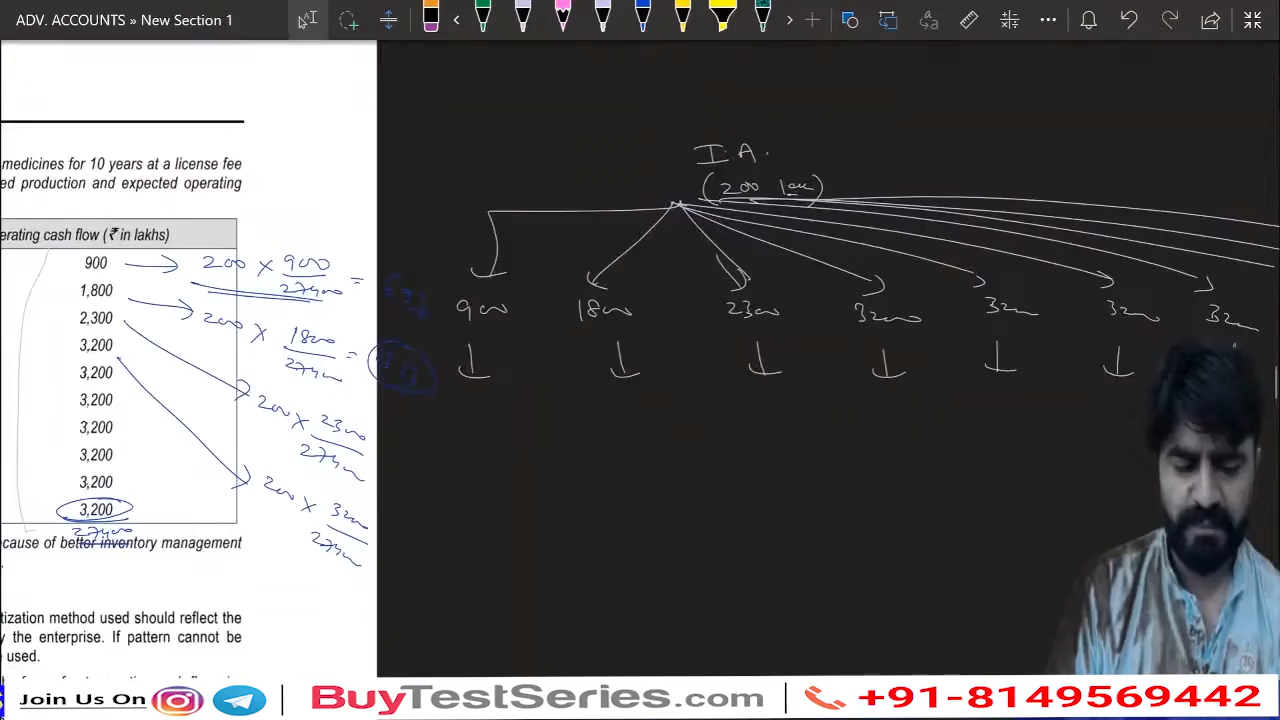 ADV. ACCOUNTS » New Section 1
medicines for 10 years at a license fee
ed production and expected operating
erating cash flow (₹ in lakhs)
900
1,800
2,300
3,200
3,200
3,200
3,200
3,200
3,200
3,200
27400
ecause of better inventory management
tization method used should reflect the
y the enterprise. If pattern cannot be
e used.
200 × 900/27400 =
200 × 1800/27400 =
200 × 2300/27400
200 × 3200/27400
I.A.
(200 lac)
900 1800 2300 3200 3200 3200 3200
Join Us On BuyTestSeries.com +91-8149569442